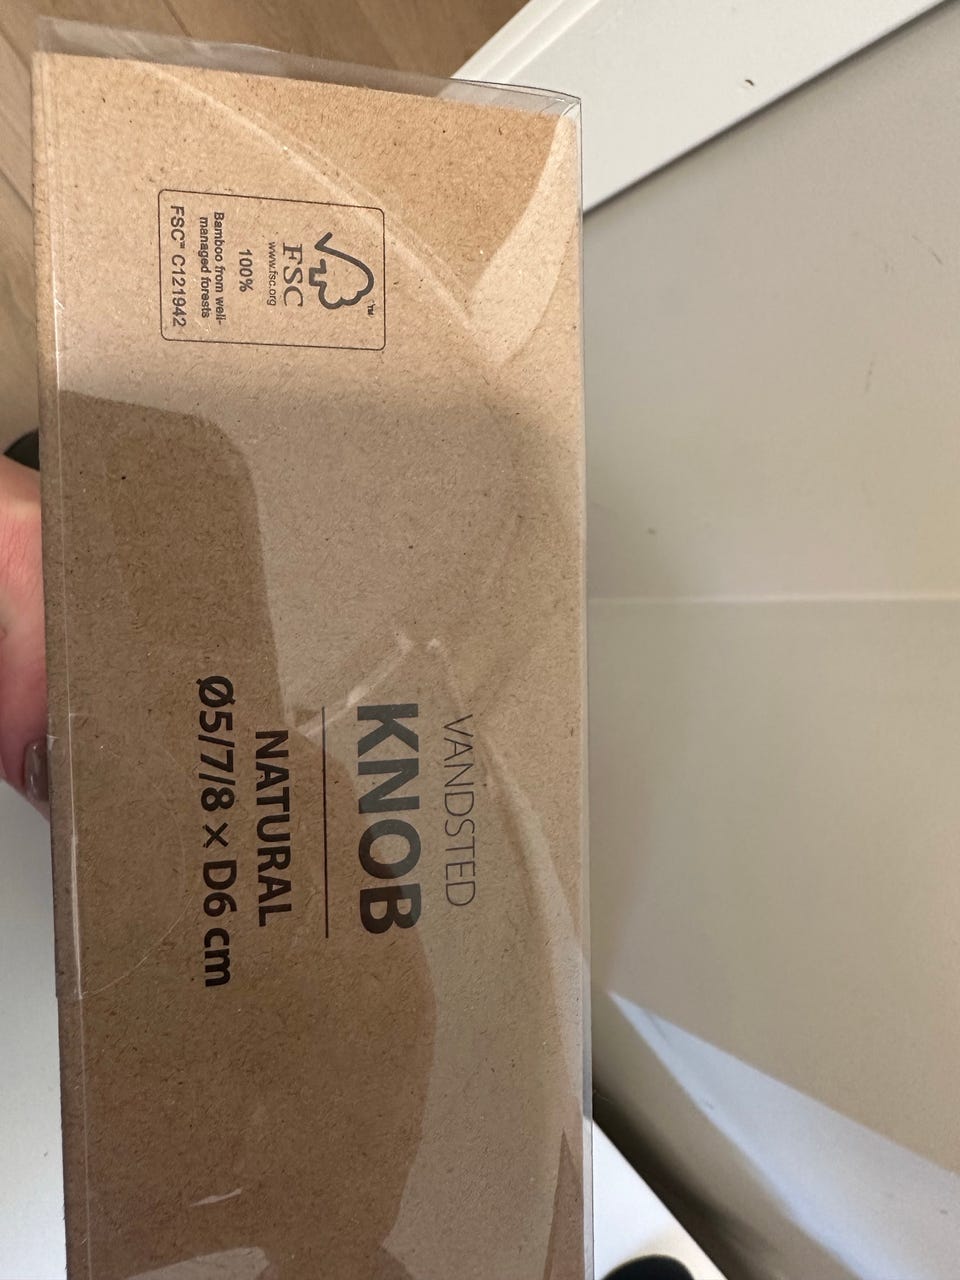 VANDSTED
KNOB
NATURAL
Ø5/7/8 × D6 cm
™
FSC
www.fsc.org
100%
Bamboo from well-
managed forests
FSC™ C121942